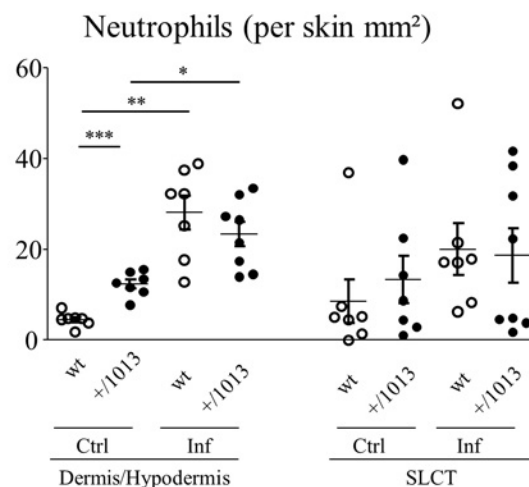 Neutrophils (per skin mm²)
60
40
20
0
*
**
***
wt
+/1013
wt
+/1013
wt
+/1013
wt
+/1013
Ctrl
Inf
Ctrl
Inf
Dermis/Hypodermis
SLCT